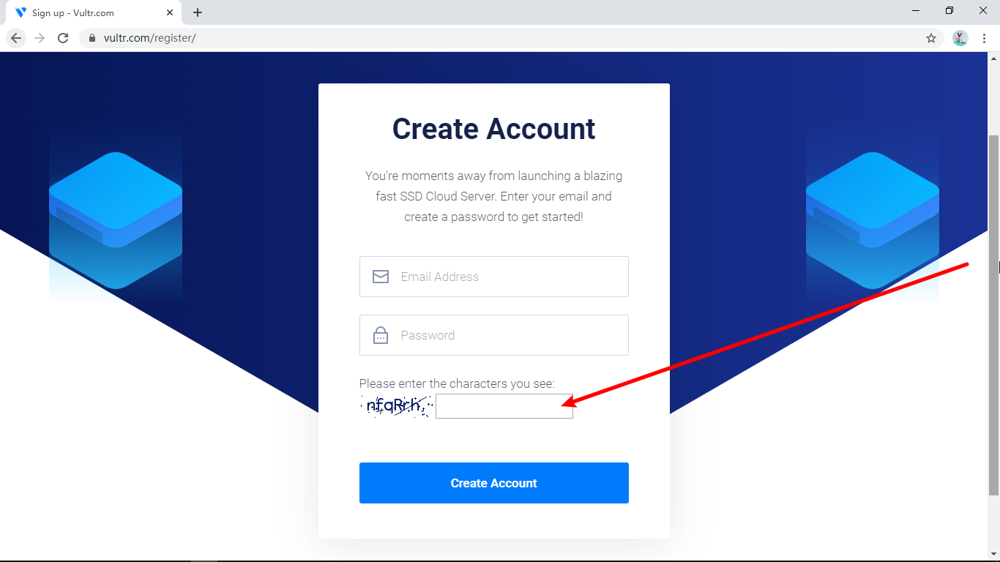 Sign up - Vultr.com
vultr.com/register/
Create Account
You're moments away from launching a blazing
fast SSD Cloud Server. Enter your email and
create a password to get started!
Email Address
Password
Please enter the characters you see:
nfqRrh
Create Account